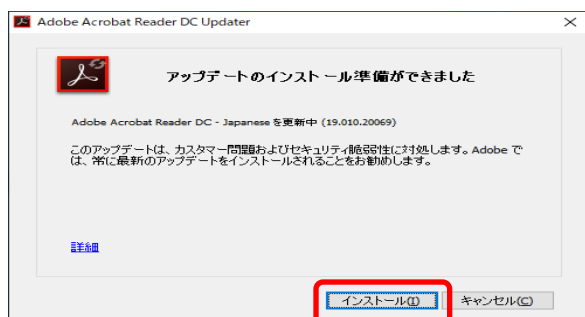 Adobe Acrobat Reader DC Updater
アップデートのインストール準備ができました
Adobe Acrobat Reader DC - Japanese を更新中 (19.010.20069)
このアップデートは、カスタマー問題およびセキュリティ脆弱性に対処します。Adobe で
は、常に最新のアップデートをインストールされることをお勧めします。
詳細
インストール(I) キャンセル(C)